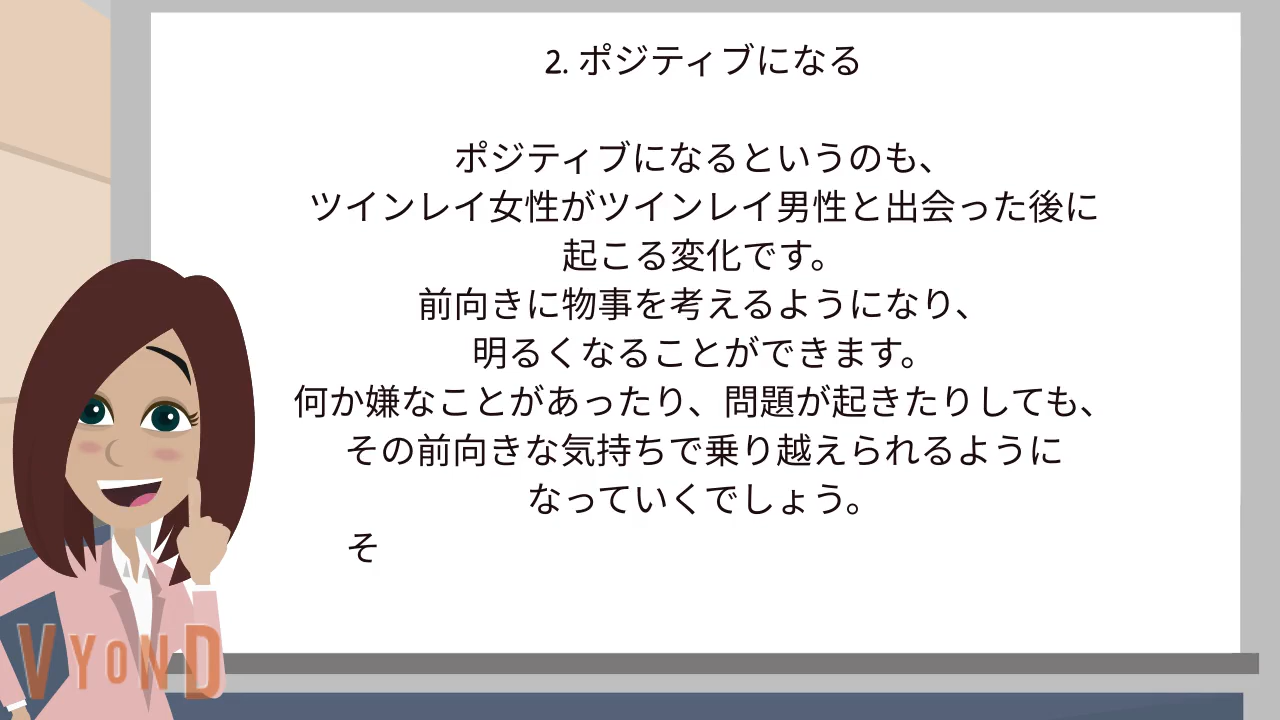 2. ポジティブになる
ポジティブになるというのも、
ツインレイ女性がツインレイ男性と出会った後に
起こる変化です。
前向きに物事を考えるようになり、
明るくなることができます。
何か嫌なことがあったり、問題が起きたりしても、
その前向きな気持ちで乗り越えられるように
なっていくでしょう。
そ
VYOND